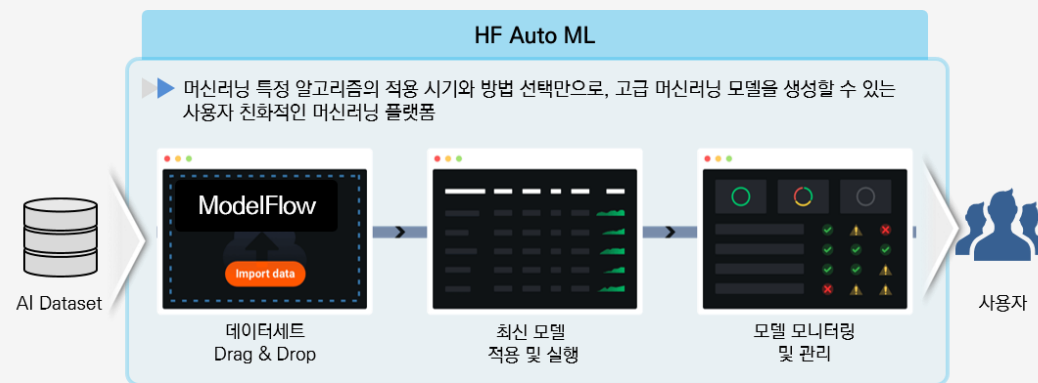 HF Auto ML
머신러닝 특정 알고리즘의 적용 시기와 방법 선택만으로, 고급 머신러닝 모델을 생성할 수 있는
사용자 친화적인 머신러닝 플랫폼
ModelFlow
Import data
AI Dataset
데이터세트
Drag & Drop
최신 모델
적용 및 실행
모델 모니터링
및 관리
사용자